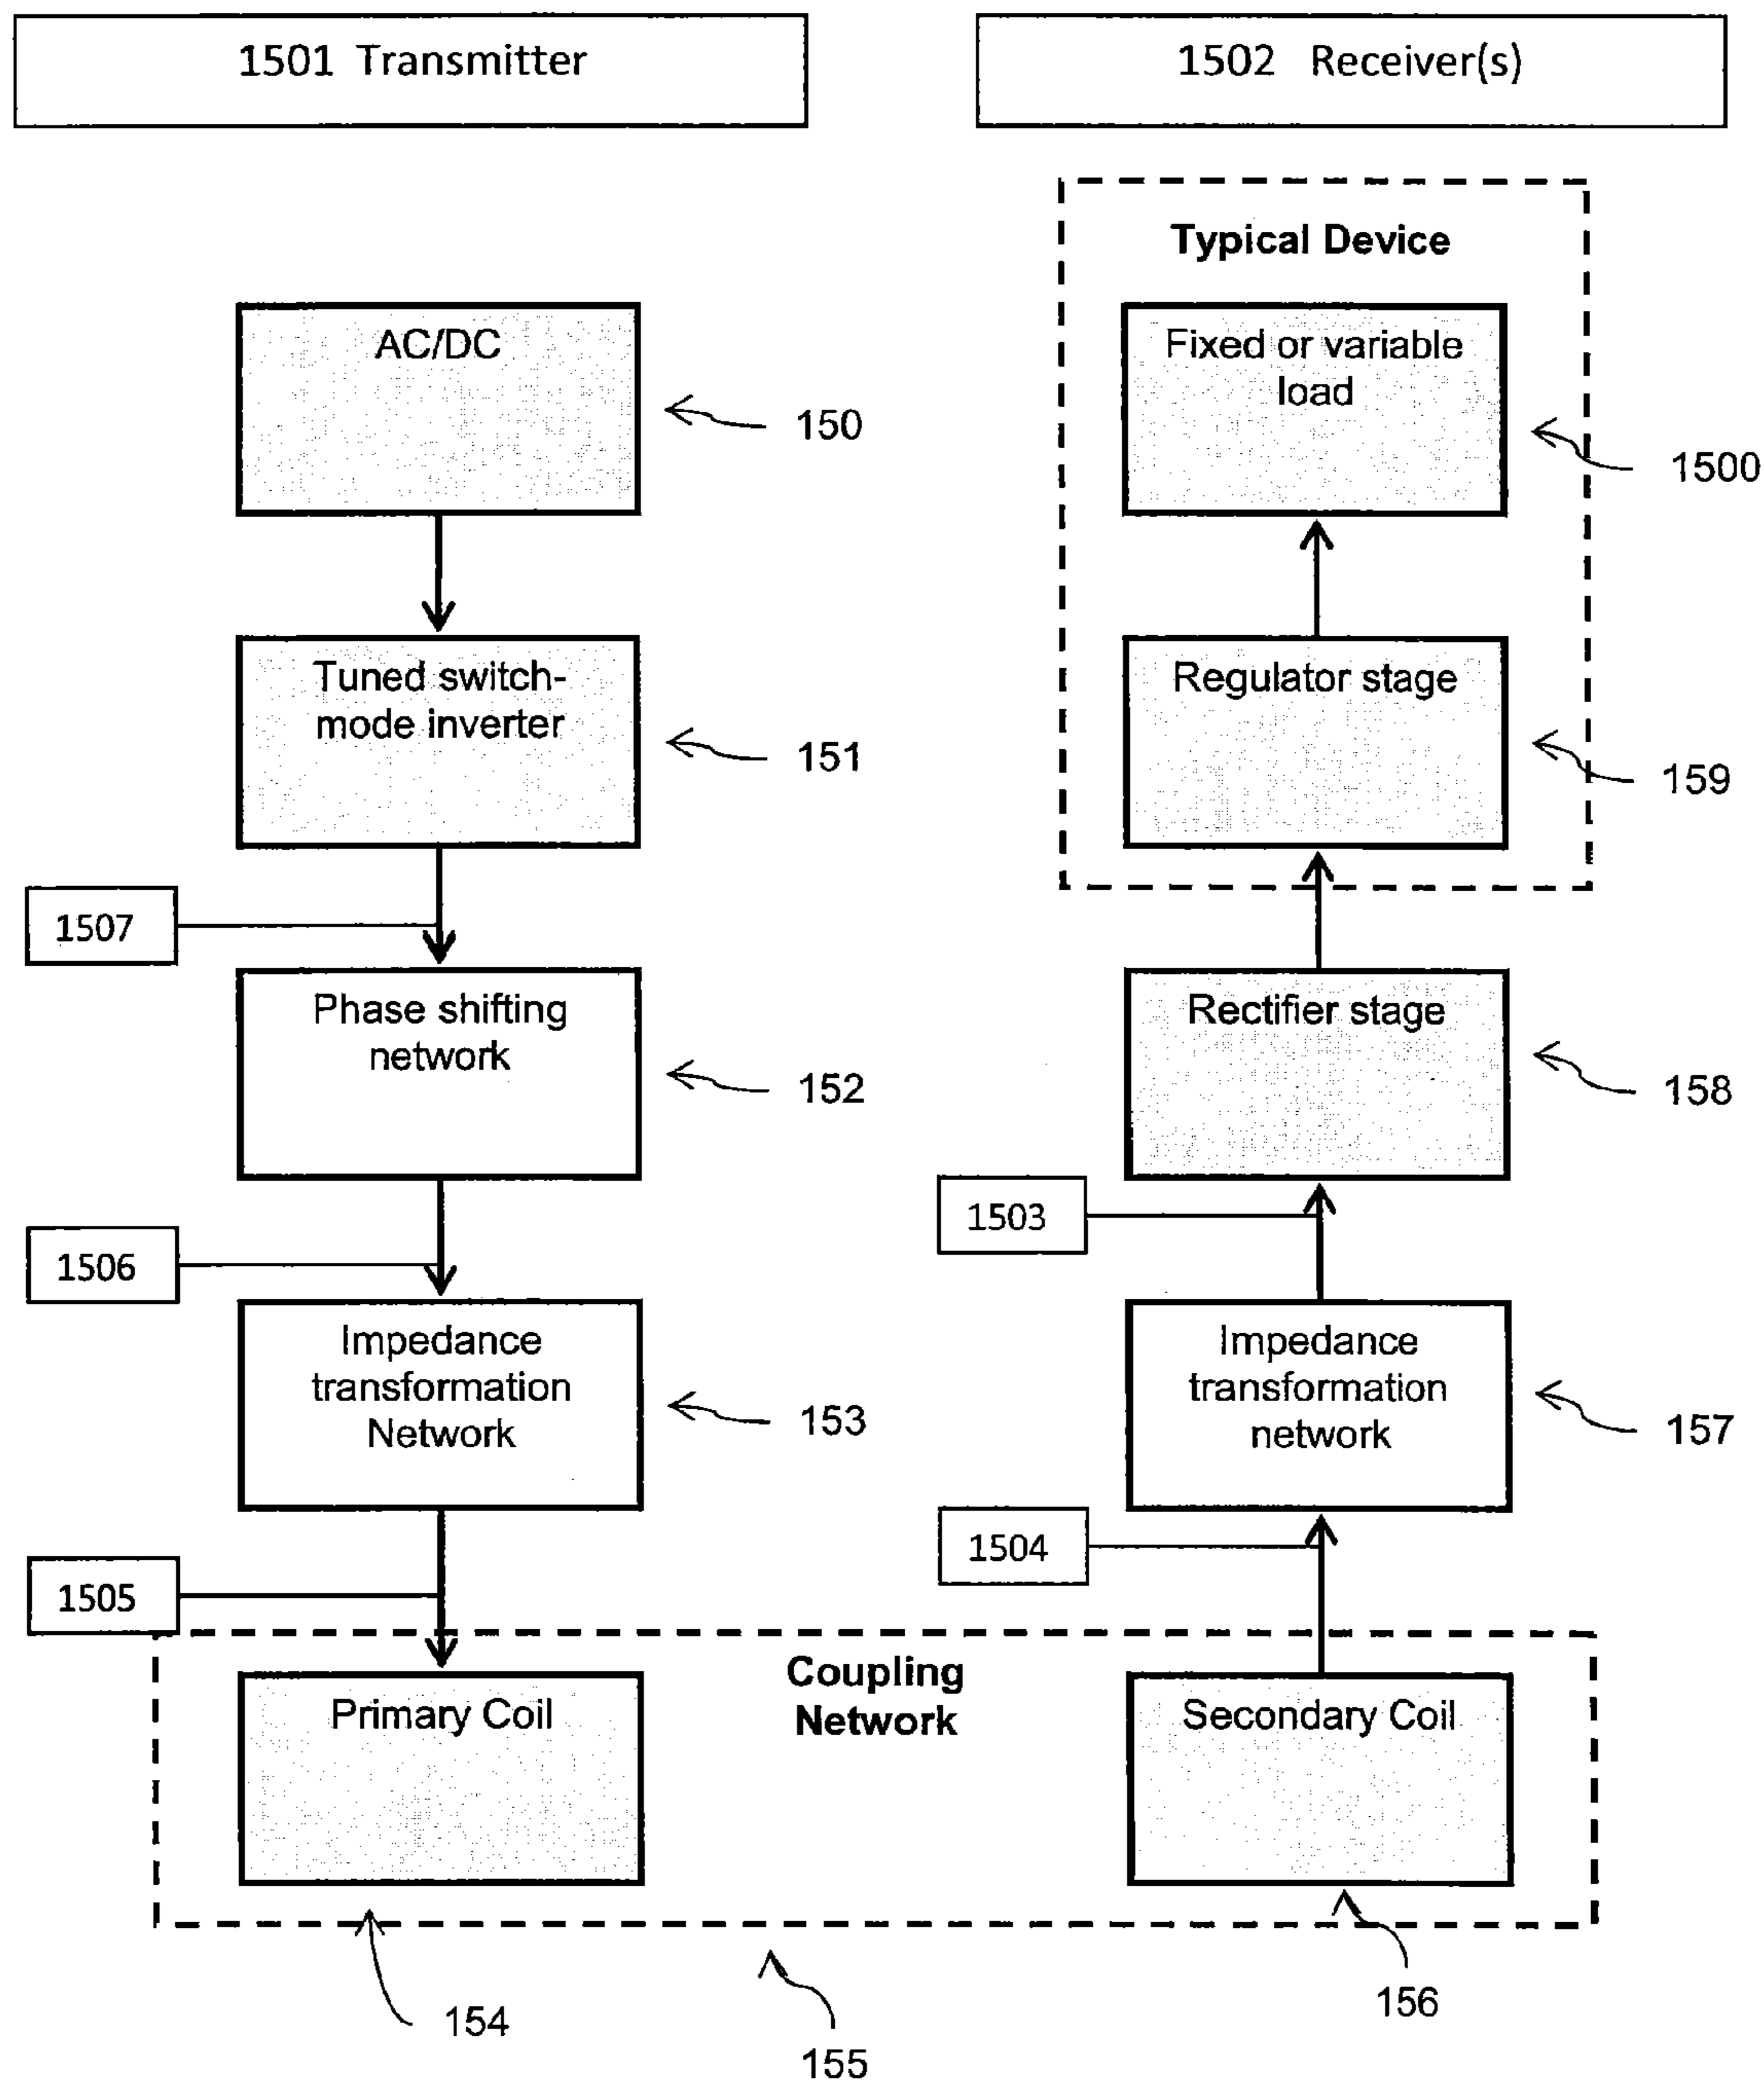 1501 Transmitter
1502 Receiver(s)
Typical Device
AC/DC
150
Fixed or variable
load
1500
Tuned switch-
mode inverter
151
Regulator stage
159
1507
Phase shifting
network
152
Rectifier stage
158
1506
1503
Impedance
transformation
Network
153
Impedance
transformation
network
157
1505
1504
Coupling
Network
Primary Coil
Secondary Coil
154
155
156